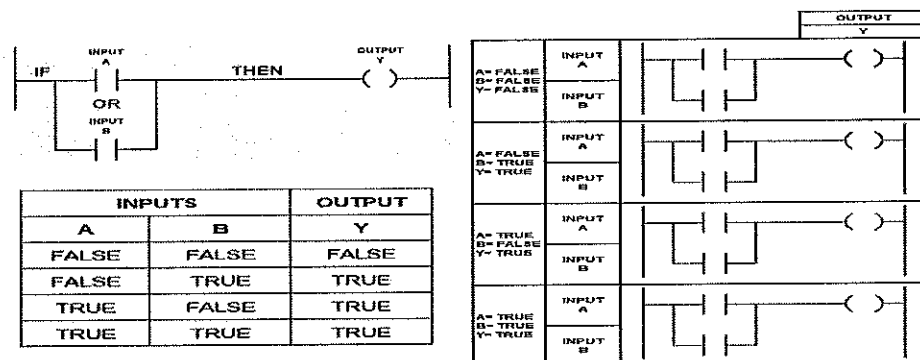 INPUT
A
OUTPUT
Y
IF
THEN
OR
INPUT
B
INPUTS OUTPUT
A B Y
FALSE FALSE FALSE
FALSE TRUE TRUE
TRUE FALSE TRUE
TRUE TRUE TRUE
OUTPUT
Y
A= FALSE
B= FALSE
Y= FALSE
INPUT
A
INPUT
B
A= FALSE
B= TRUE
Y= TRUE
INPUT
A
INPUT
B
A= TRUE
B= FALSE
Y= TRUE
INPUT
A
INPUT
B
A= TRUE
B= TRUE
Y= TRUE
INPUT
A
INPUT
B